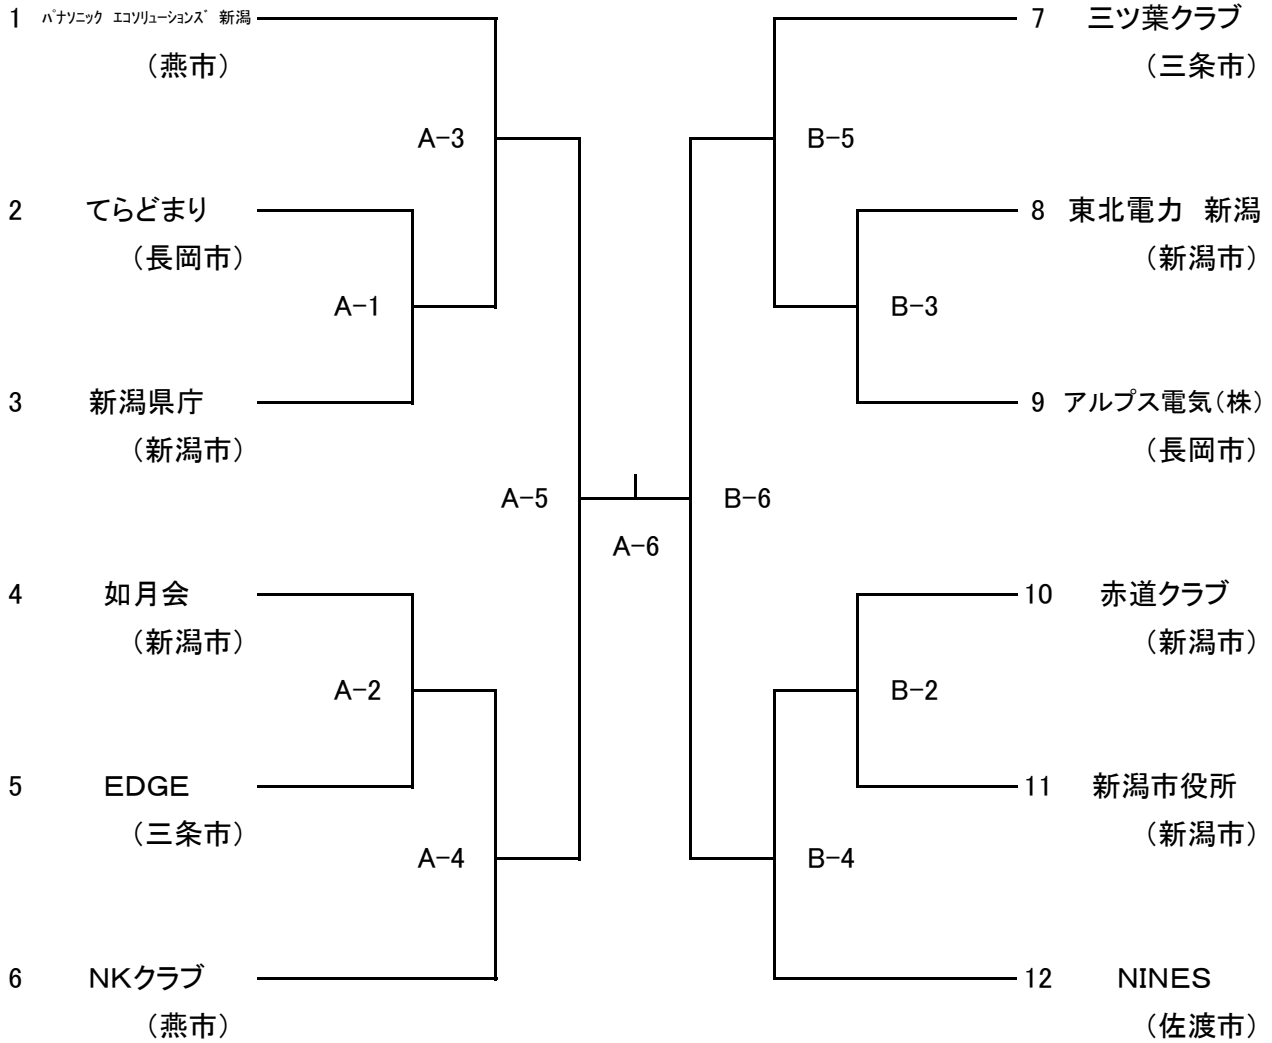 1 パナソニック エコソリューションズ 新潟
（燕市）
A-3
2 てらどまり
（長岡市）
A-1
3 新潟県庁
（新潟市）
A-5
4 如月会
（新潟市）
A-2
5 EDGE
（三条市）
A-4
6 NKクラブ
（燕市）
A-6
7 三ツ葉クラブ
（三条市）
B-5
8 東北電力 新潟
（新潟市）
B-3
9 アルプス電気（株）
（長岡市）
B-6
10 赤道クラブ
（新潟市）
B-2
11 新潟市役所
（新潟市）
B-4
12 NINES
（佐渡市）